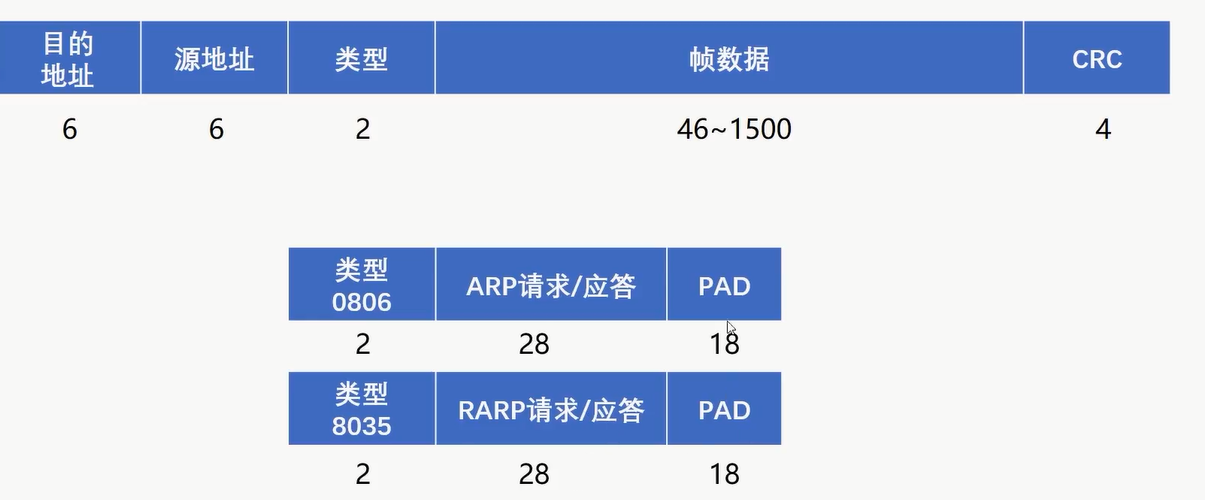 目的
地址
源地址
类型
帧数据
CRC
6
6
2
46~1500
4
类型
0806
ARP请求/应答
PAD
2
28
18
类型
8035
RARP请求/应答
PAD
2
28
18